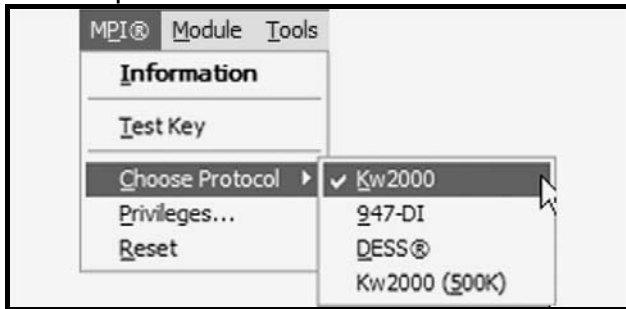 MPI® Module Tools
Information
Test Key
Choose Protocol
Privileges...
Reset
Kw2000
947-DI
DESS®
Kw2000 (500K)